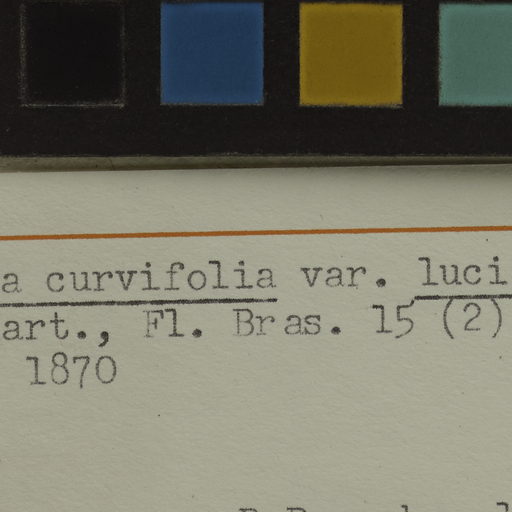 a curvifolia var. luci
art., Fl. Bras. 15 (2)
1870